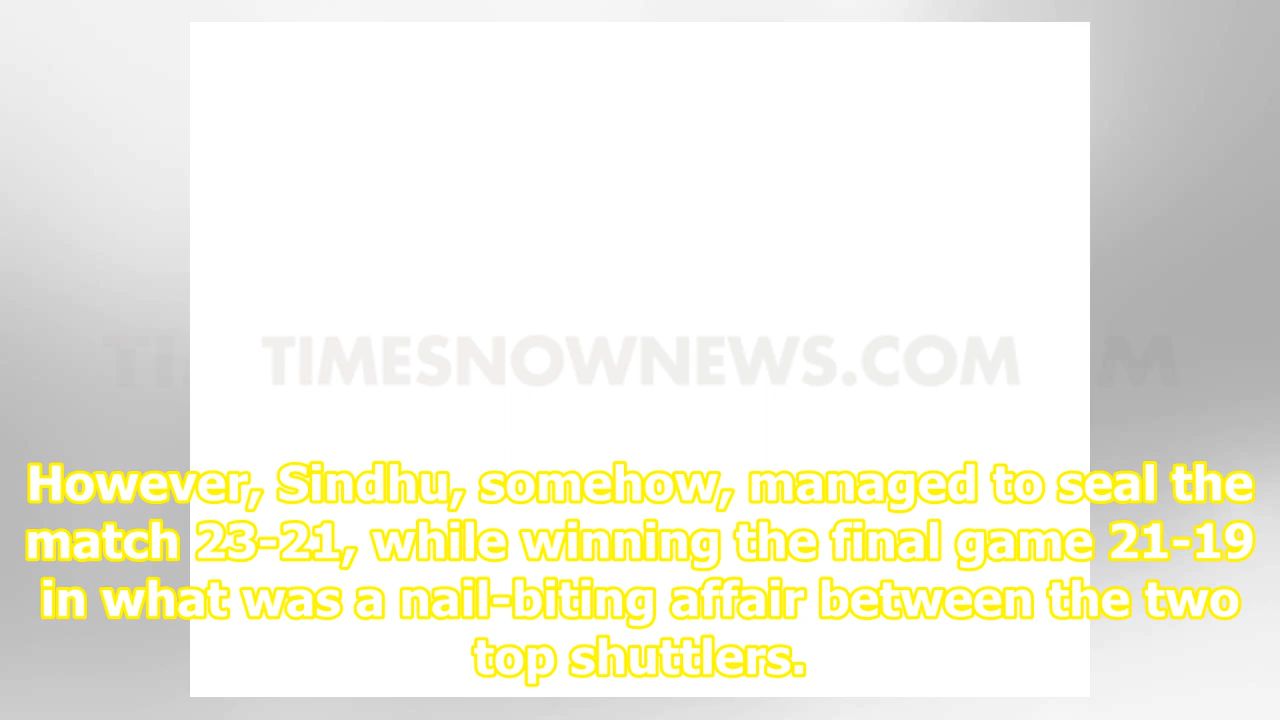 TIMESNOWNEWS.COM
However, Sindhu, somehow, managed to seal the
match 23-21, while winning the final game 21-19
in what was a nail-biting affair between the two
top shuttlers.